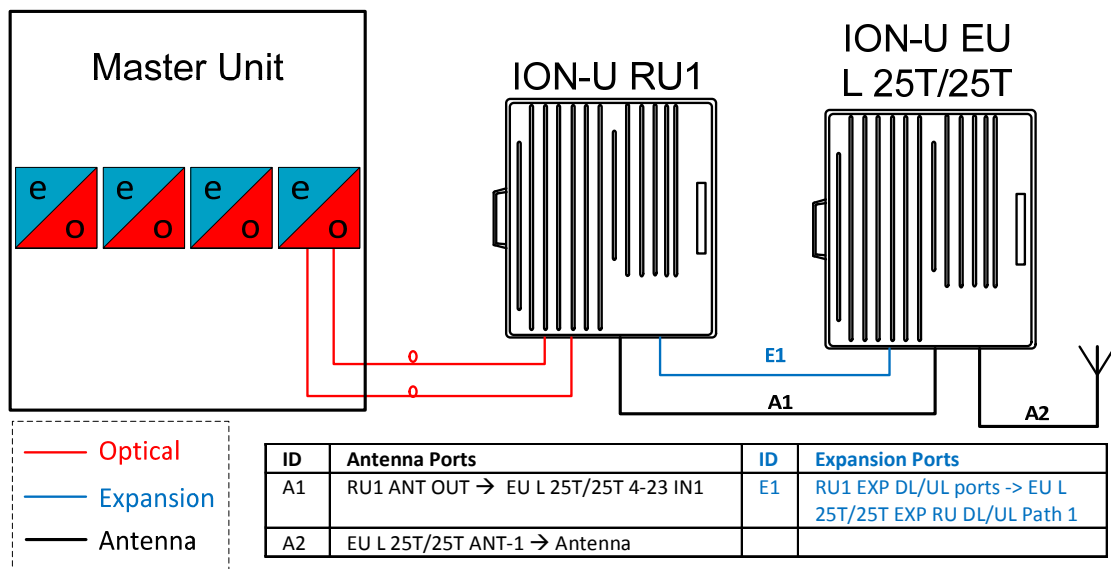 Master Unit
ION-U RU1
ION-U EU
L 25T/25T
e
o
e
o
e
o
e
o
E1
A1
A2
Optical
Expansion
Antenna
ID Antenna Ports ID Expansion Ports
A1 RU1 ANT OUT → EU L 25T/25T 4-23 IN1 E1 RU1 EXP DL/UL ports -> EU L
25T/25T EXP RU DL/UL Path 1
A2 EU L 25T/25T ANT-1 → Antenna